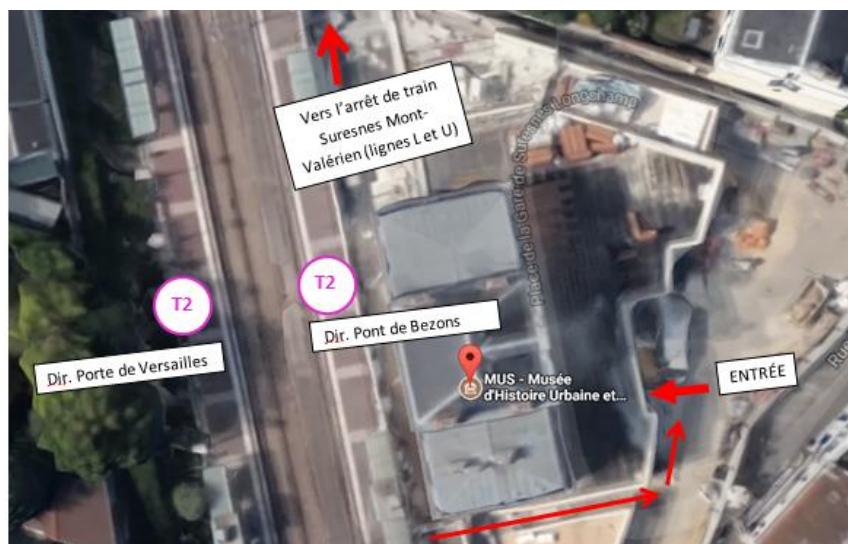 Vers l'arrêt de train
Suresnes Mont-
Valérien (lignes L et U)
Place de la Gare de Suresnes Longchamp
T2
T2
Dir. Pont de Bezons
Dir. Porte de Versailles
MUS - Musée
d'Histoire Urbaine et...
ENTRÉE
Rue